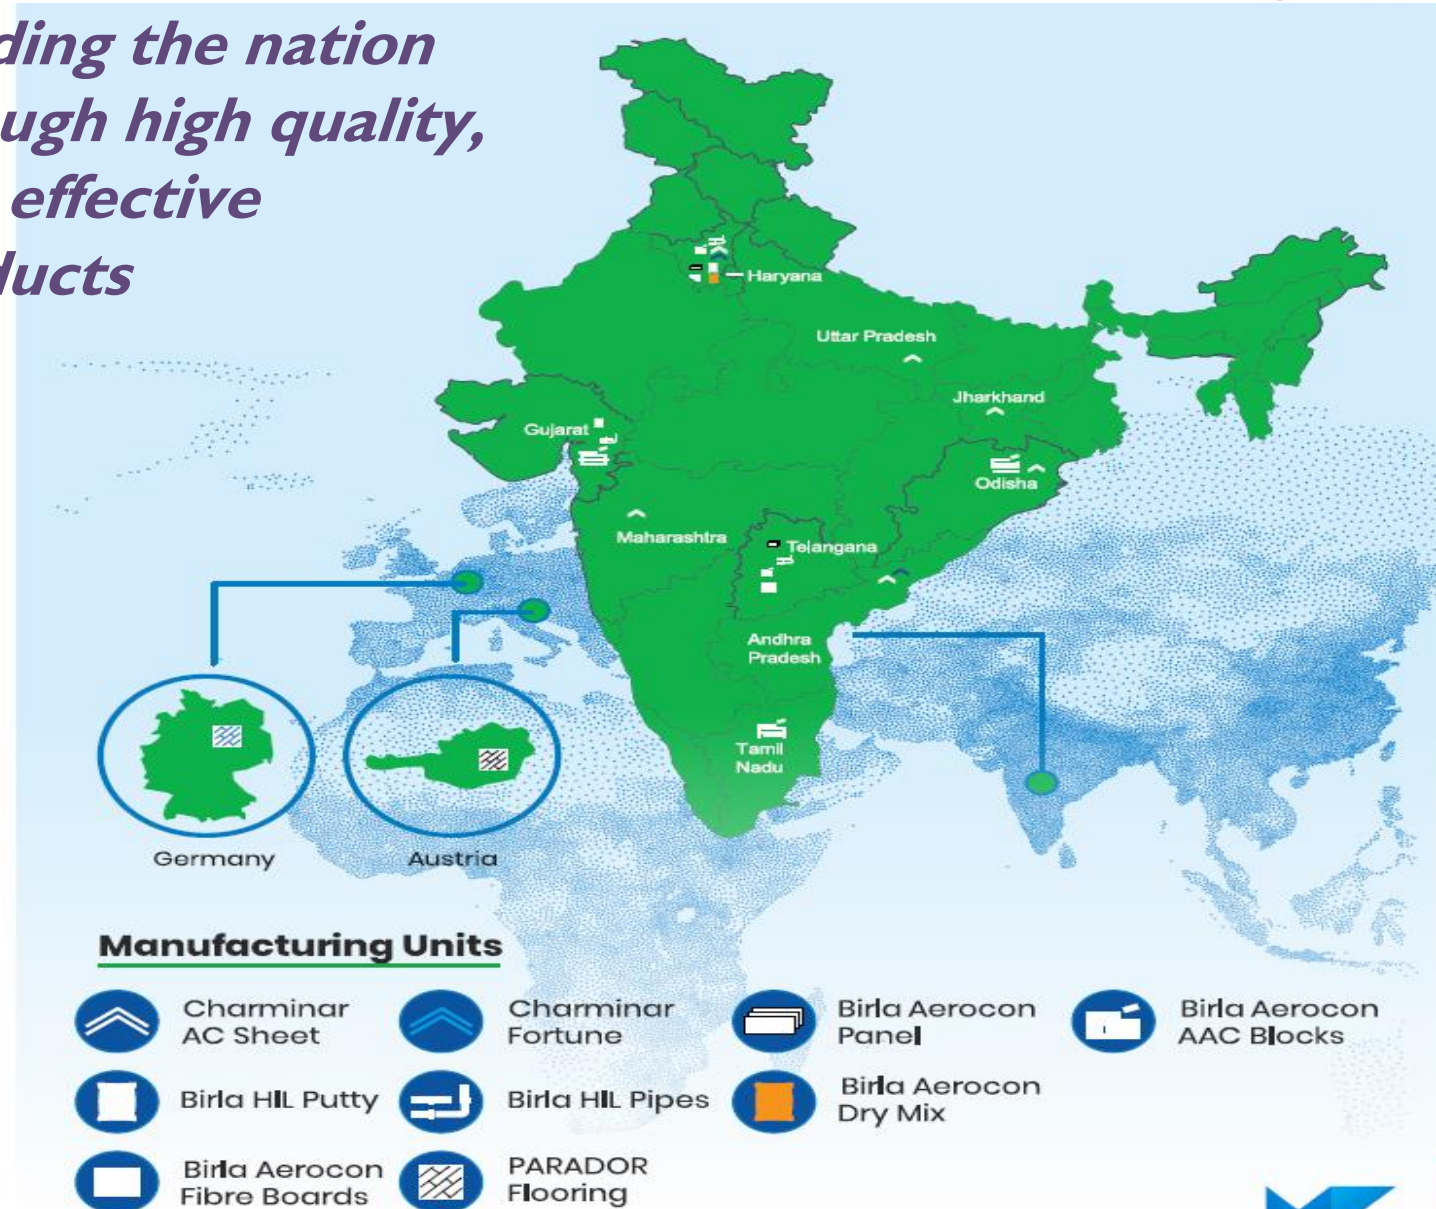 ding the nation
ugh high quality,
effective
ducts
Haryana
Uttar Pradesh
Jharkhand
Gujarat
Odisha
Maharashtra
Telangana
Andhra
Pradesh
Tamil
Nadu
Germany
Austria
Manufacturing Units
Charminar
AC Sheet
Charminar
Fortune
Birla Aerocon
Panel
Birla Aerocon
AAC Blocks
Birla HIL Putty
Birla HIL Pipes
Birla Aerocon
Dry Mix
Birla Aerocon
Fibre Boards
PARADOR
Flooring